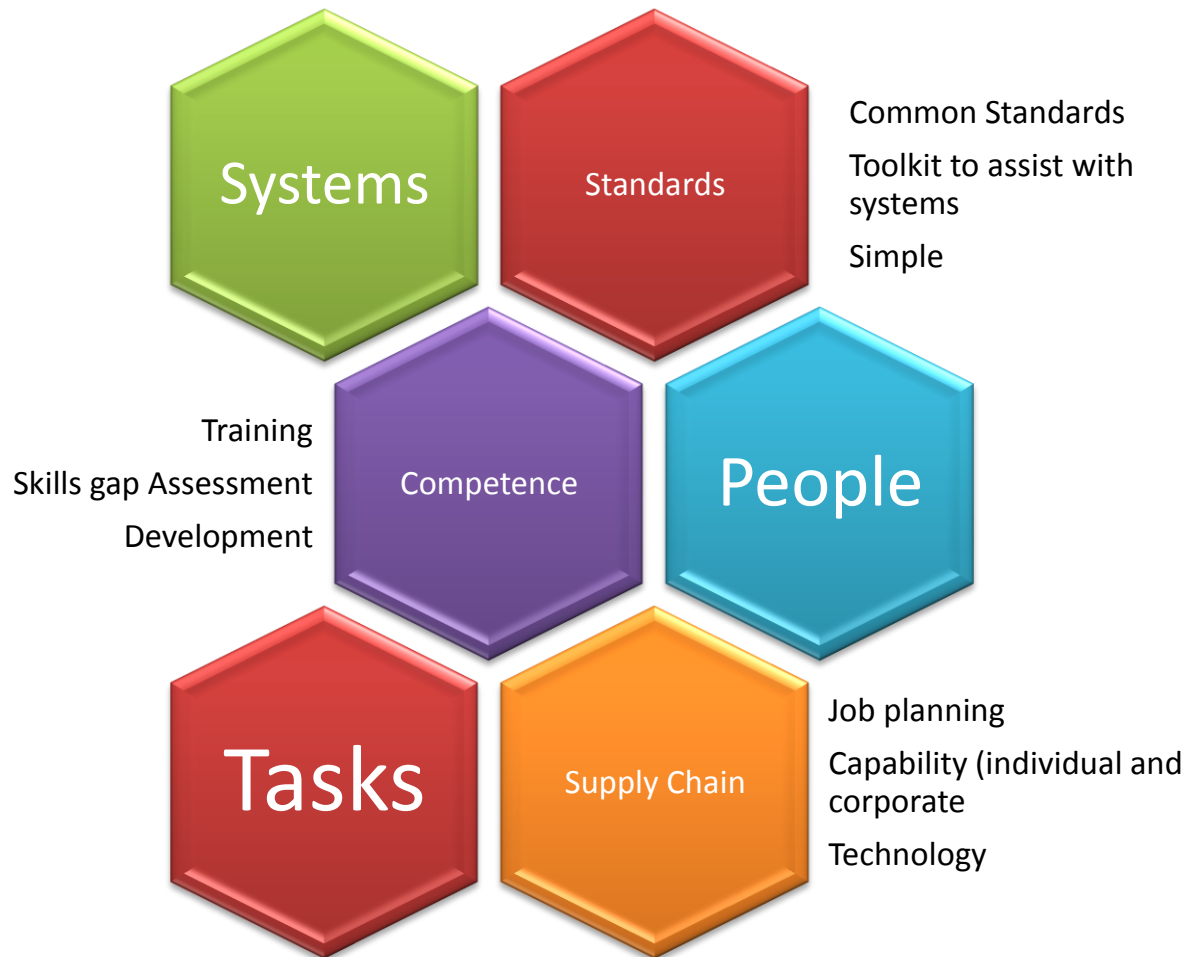 Systems
Standards
Common Standards
Toolkit to assist with
systems
Simple
Training
Skills gap Assessment
Development
Competence
People
Tasks
Supply Chain
Job planning
Capability (individual and
corporate
Technology